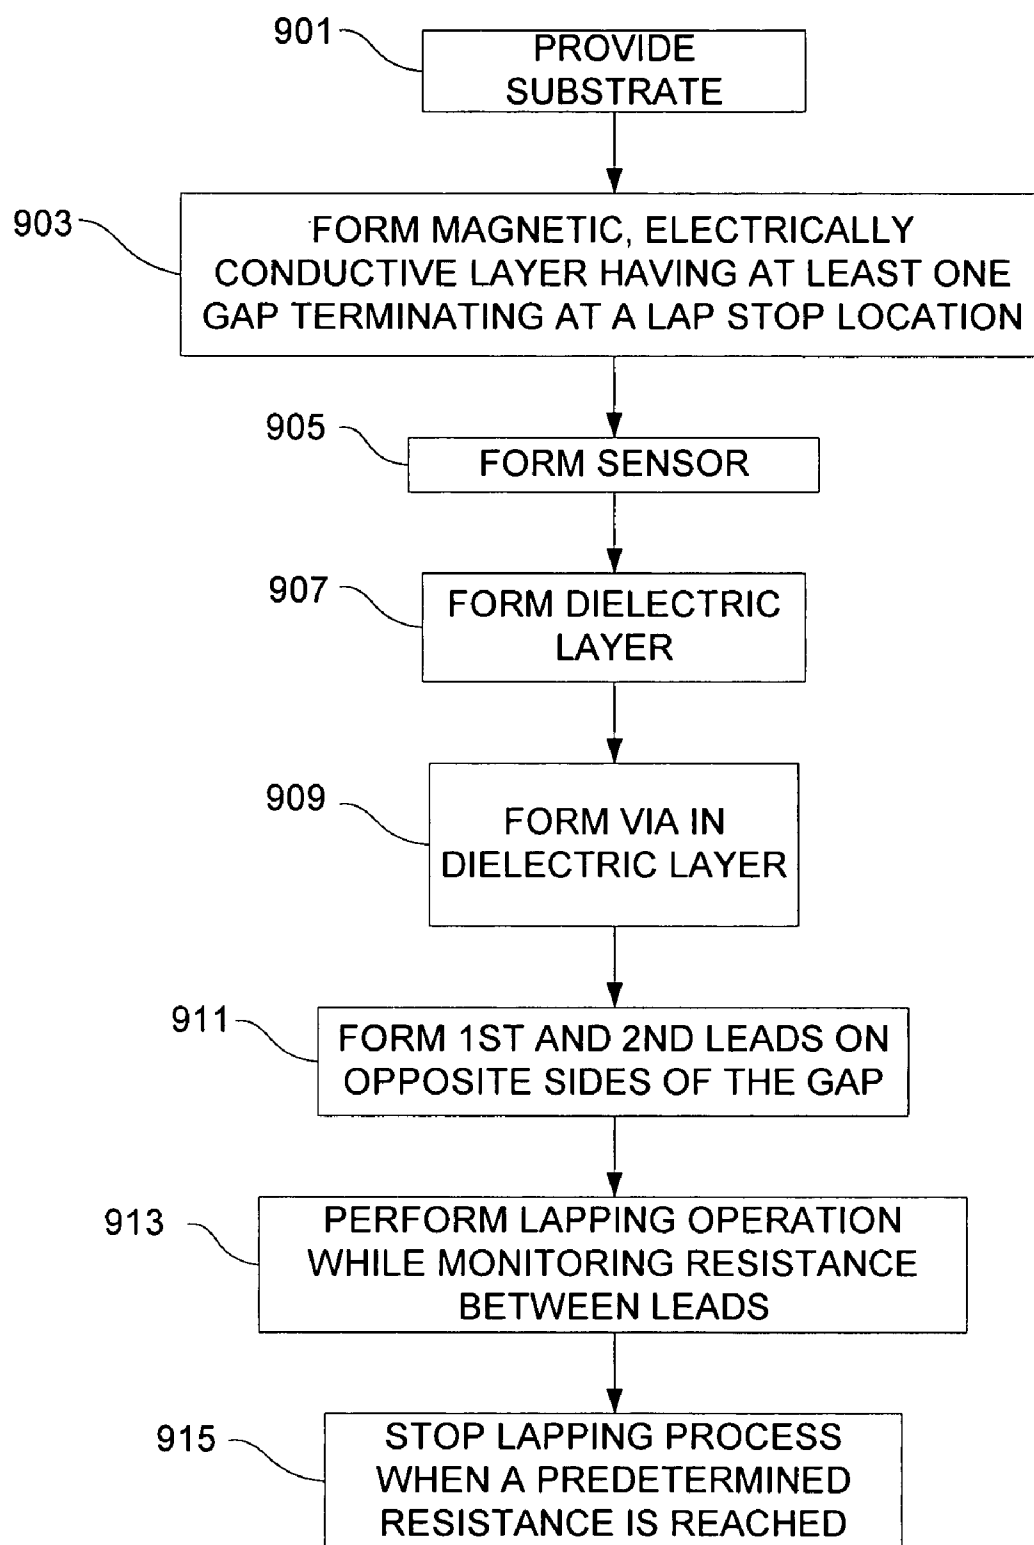 901
PROVIDE
SUBSTRATE
903
FORM MAGNETIC, ELECTRICALLY
CONDUCTIVE LAYER HAVING AT LEAST ONE
GAP TERMINATING AT A LAP STOP LOCATION
905
FORM SENSOR
907
FORM DIELECTRIC
LAYER
909
FORM VIA IN
DIELECTRIC LAYER
911
FORM 1ST AND 2ND LEADS ON
OPPOSITE SIDES OF THE GAP
913
PERFORM LAPPING OPERATION
WHILE MONITORING RESISTANCE
BETWEEN LEADS
915
STOP LAPPING PROCESS
WHEN A PREDETERMINED
RESISTANCE IS REACHED